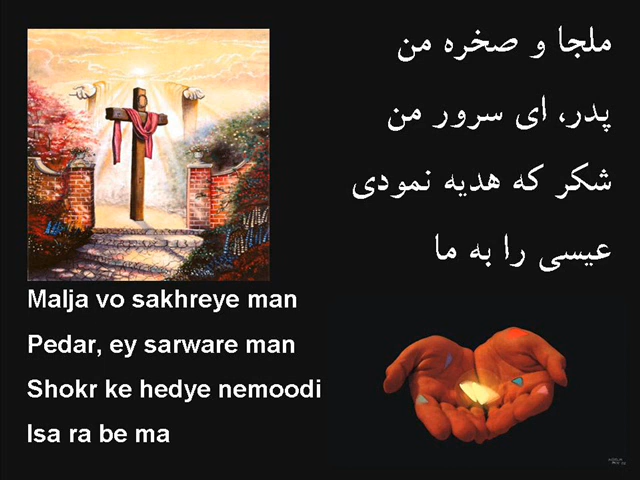 ملجا و صخره من
پدر، ای سرور من
شکر که هدیه نمودی
عیسی را به ما
Malja vo sakhreye man
Pedar, ey sarware man
Shokr ke hedye nemoodi
Isa ra be ma